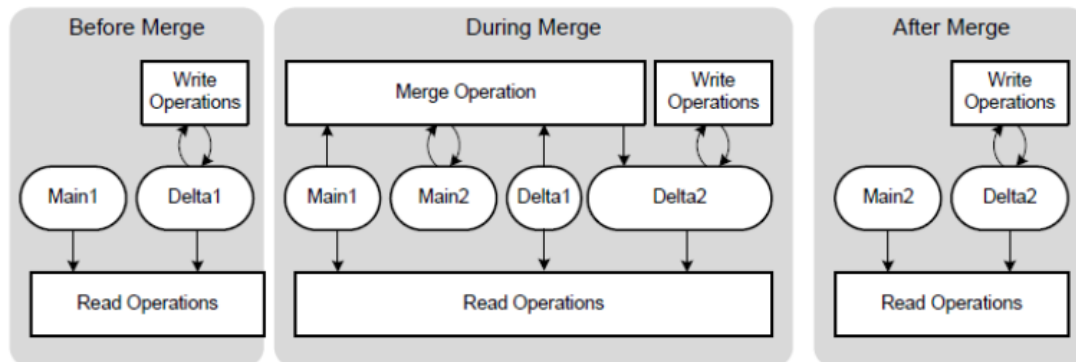 Before Merge
Write
Operations
Main1
Delta1
Read Operations
During Merge
Merge Operation
Write
Operations
Main1
Main2
Delta1
Delta2
Read Operations
After Merge
Write
Operations
Main2
Delta2
Read Operations